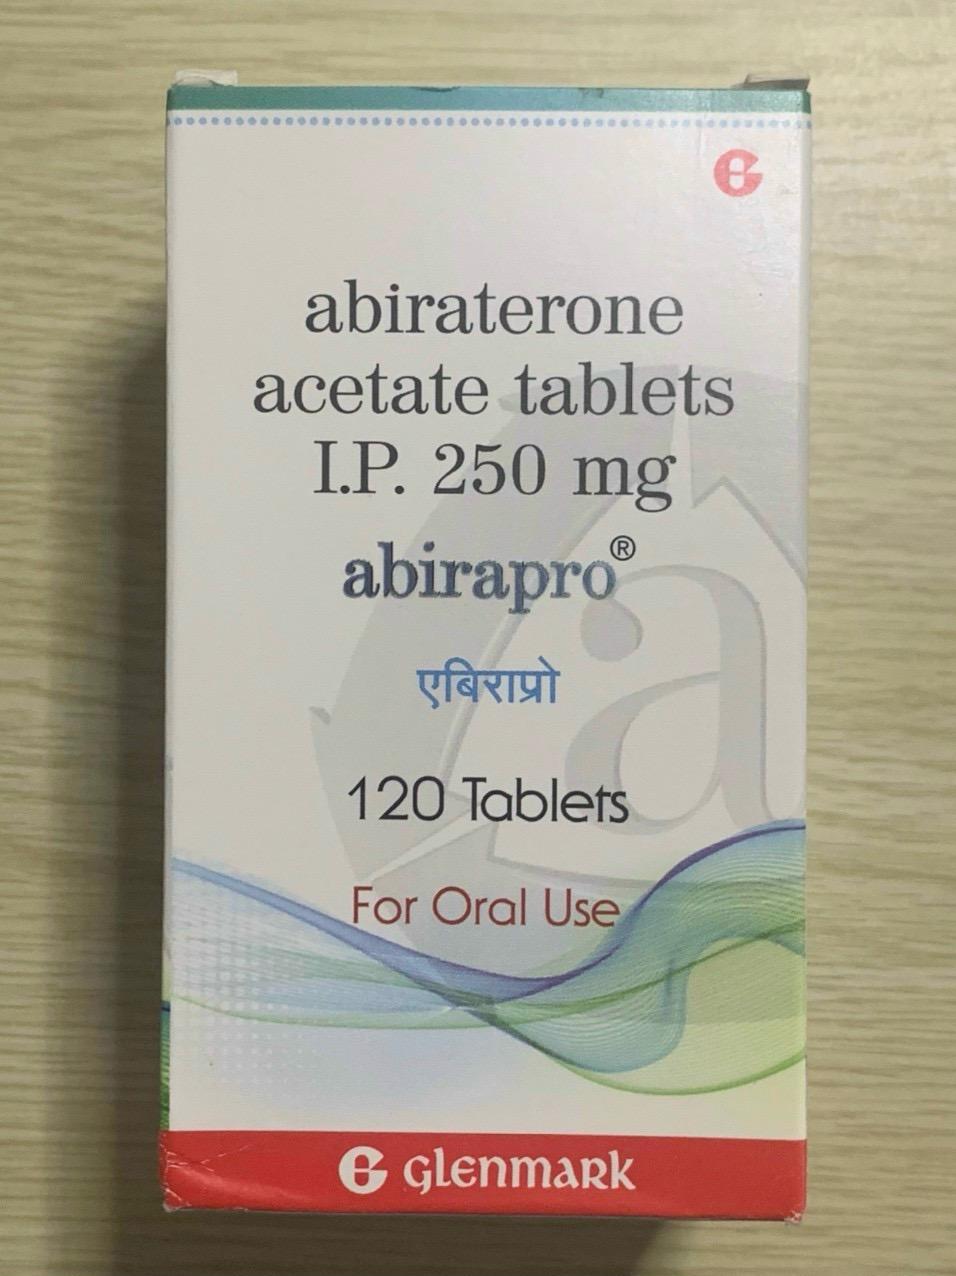 abiraterone
acetate tablets
I.P. 250 mg
abirapro®
एबिराप्रो
120 Tablets
For Oral Use
GLENMARK